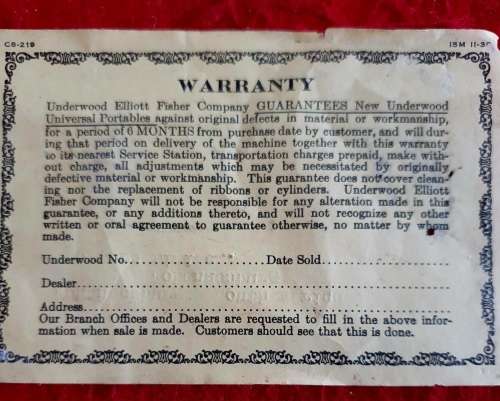 CS-219
WARRANTY
Underwood Elliott Fisher Company GUARANTEES New Underwood
Universal Portables against original defects in material or workmanship,
for a period of 6 MONTHS from purchase date by customer, and will dur-
ing that period on delivery of the machine together with this warranty
to its nearest Service Station, transportation charges prepaid, make with-
out charge, all adjustments which may be necessitated by originally
defective material or workmanship. This guarantee does not cover clean-
ing nor the replacement of ribbons or cylinders. Underwood Elliott
Fisher Company will not be responsible for any alteration made in this
guarantee, or any additions thereto, and will not recognize any other
written or oral agreement to guarantee otherwise, no matter by whom
made.
Underwood No. Date Sold
Dealer
Address
Our Branch Offices and Dealers are requested to fill in the above infor-
mation when sale is made. Customers should see that this is done.